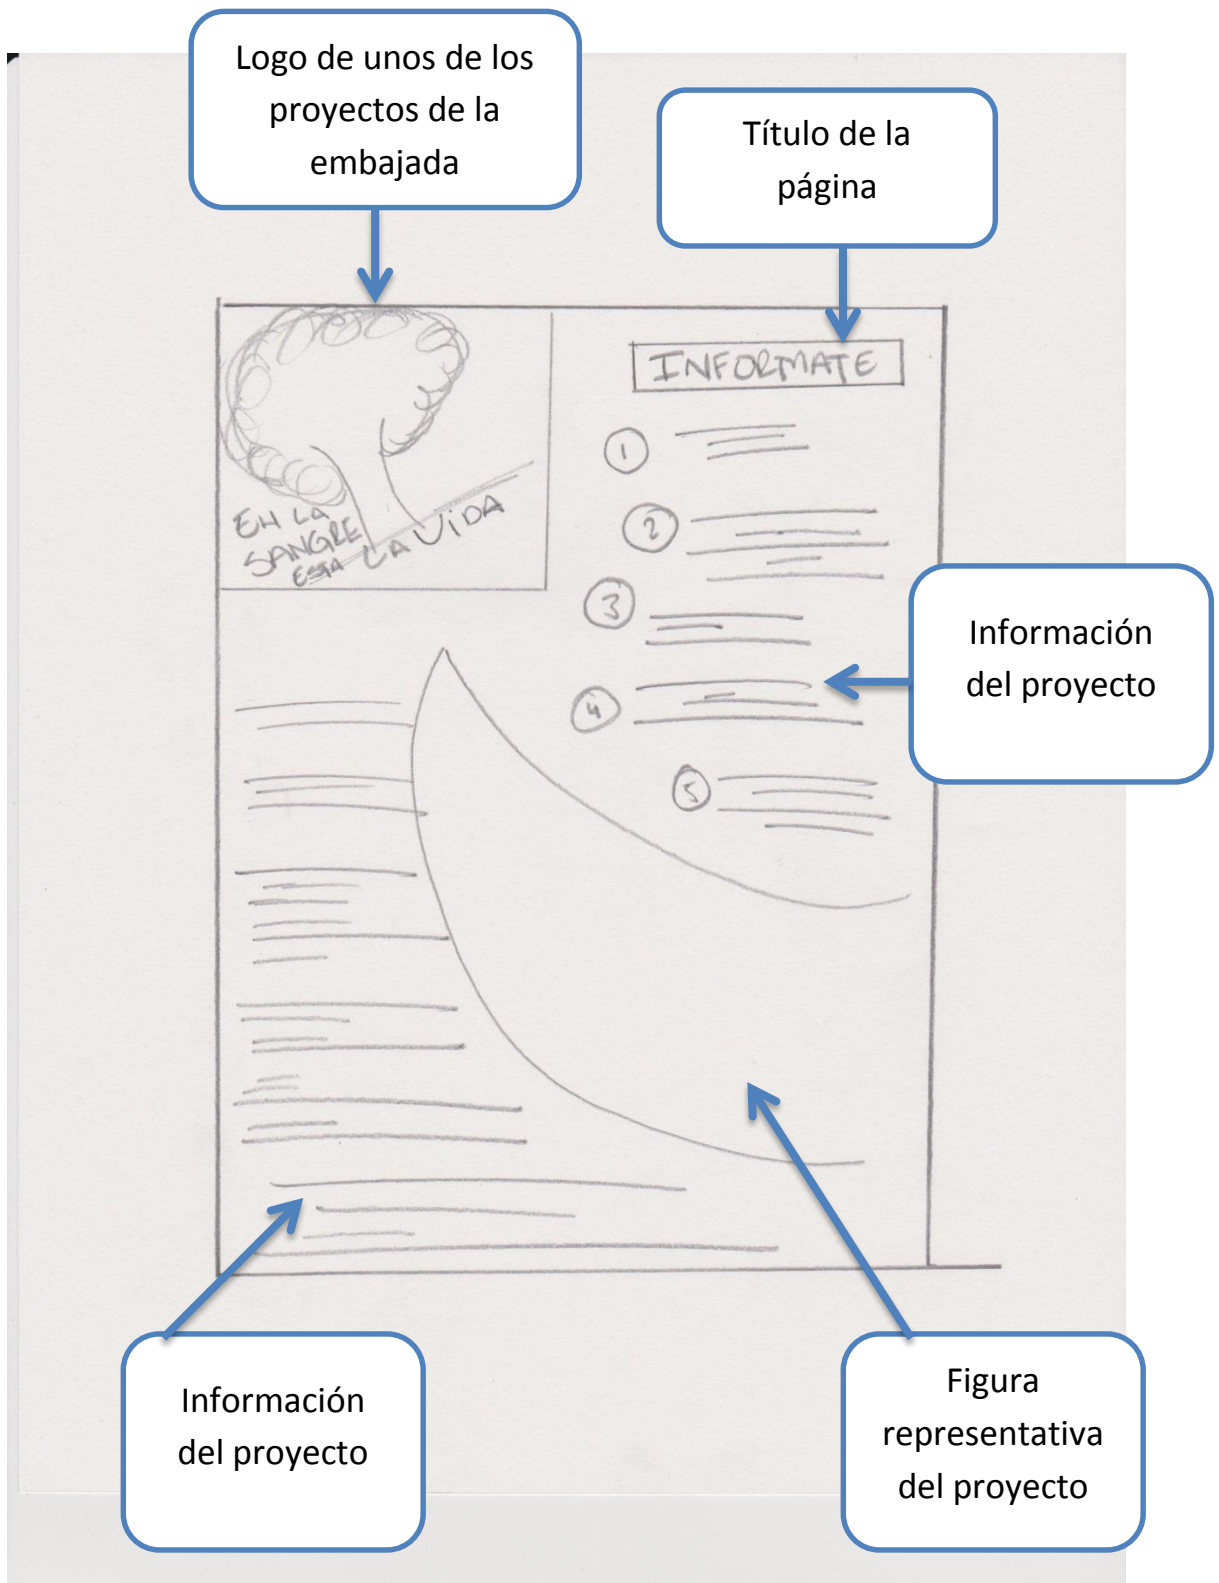 Logo de unos de los
proyectos de la
embajada
Título de la
página
INFORMATE
1
2
3
4
5
EN LA
SANGRE
ESTA LA VIDA
Información
del proyecto
Información
del proyecto
Figura
representativa
del proyecto